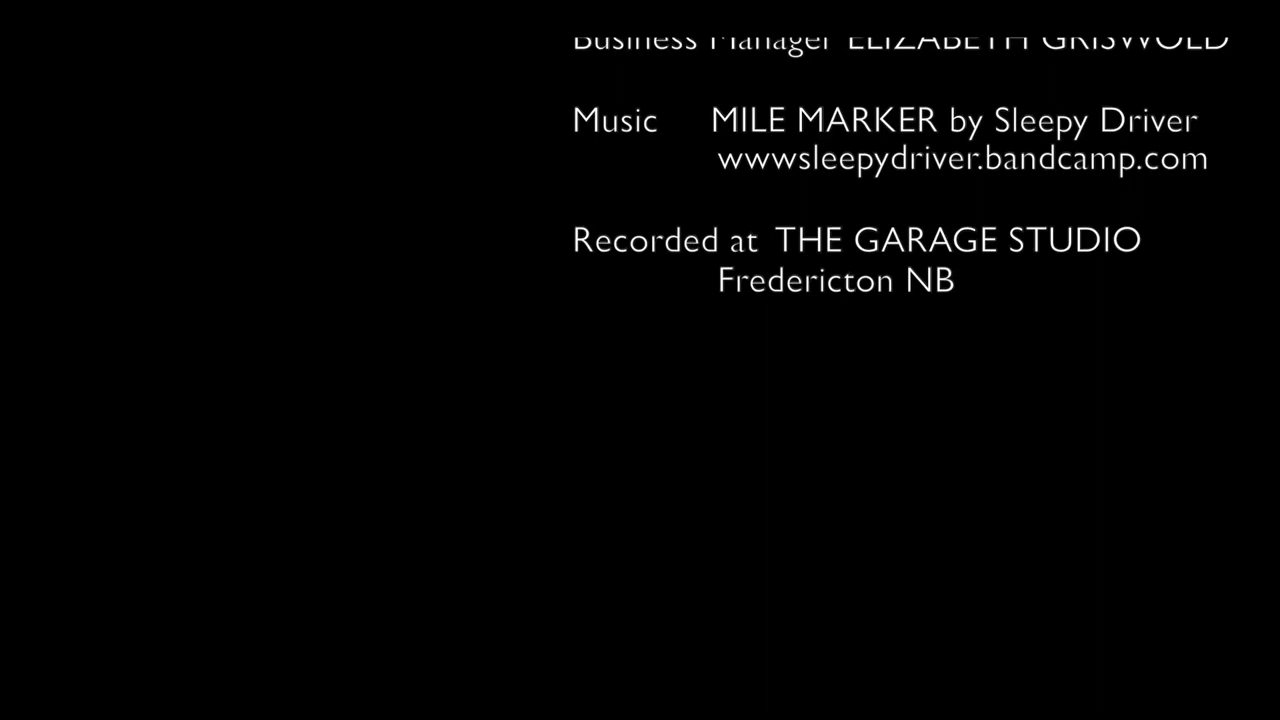 Business Manager ELIZABETH GRISWOLD
Music MILE MARKER by Sleepy Driver
wwwsleepydriver.bandcamp.com
Recorded at THE GARAGE STUDIO
Fredericton NB